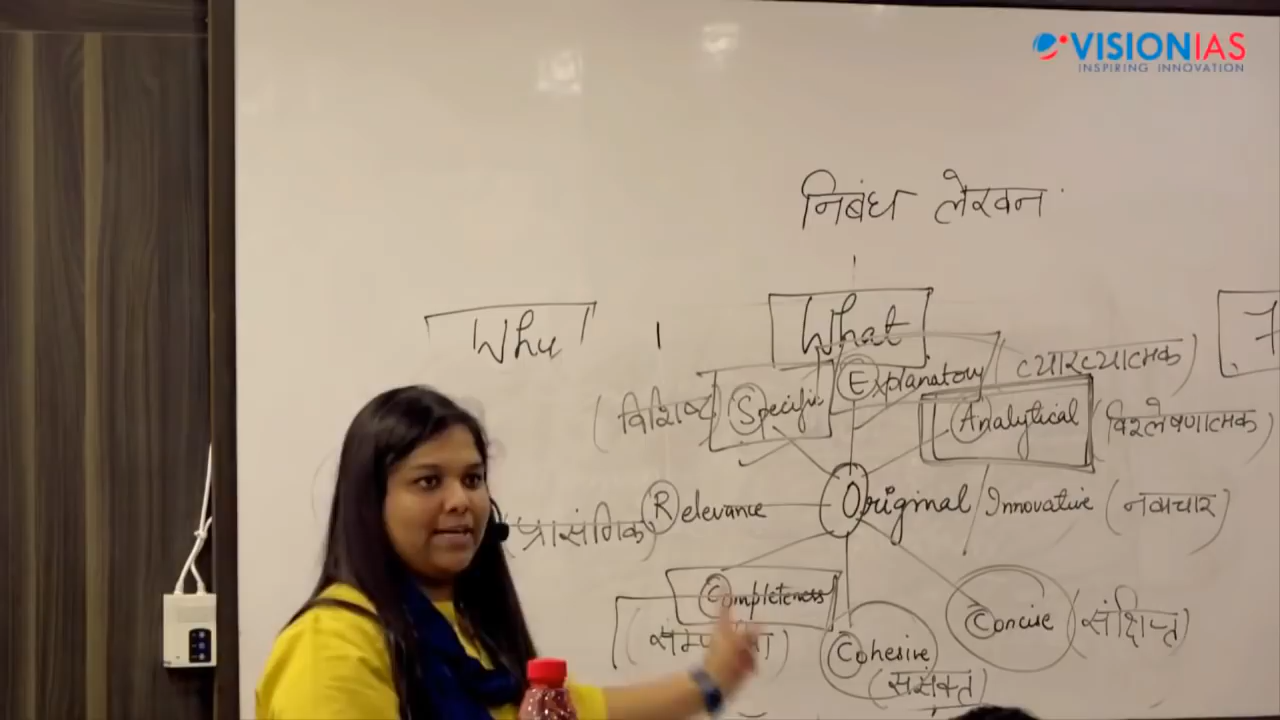 VISIONIAS
INSPIRING INNOVATION
निबंध लेखन
Why
What
Explanatory (व्याख्यात्मक)
(विशिष्ट) Specific
Analytical (विश्लेषणात्मक)
(प्रासंगिक) Relevance
Original / Innovative (नवाचार)
Completeness
Concise (संक्षिप्त)
Cohesive